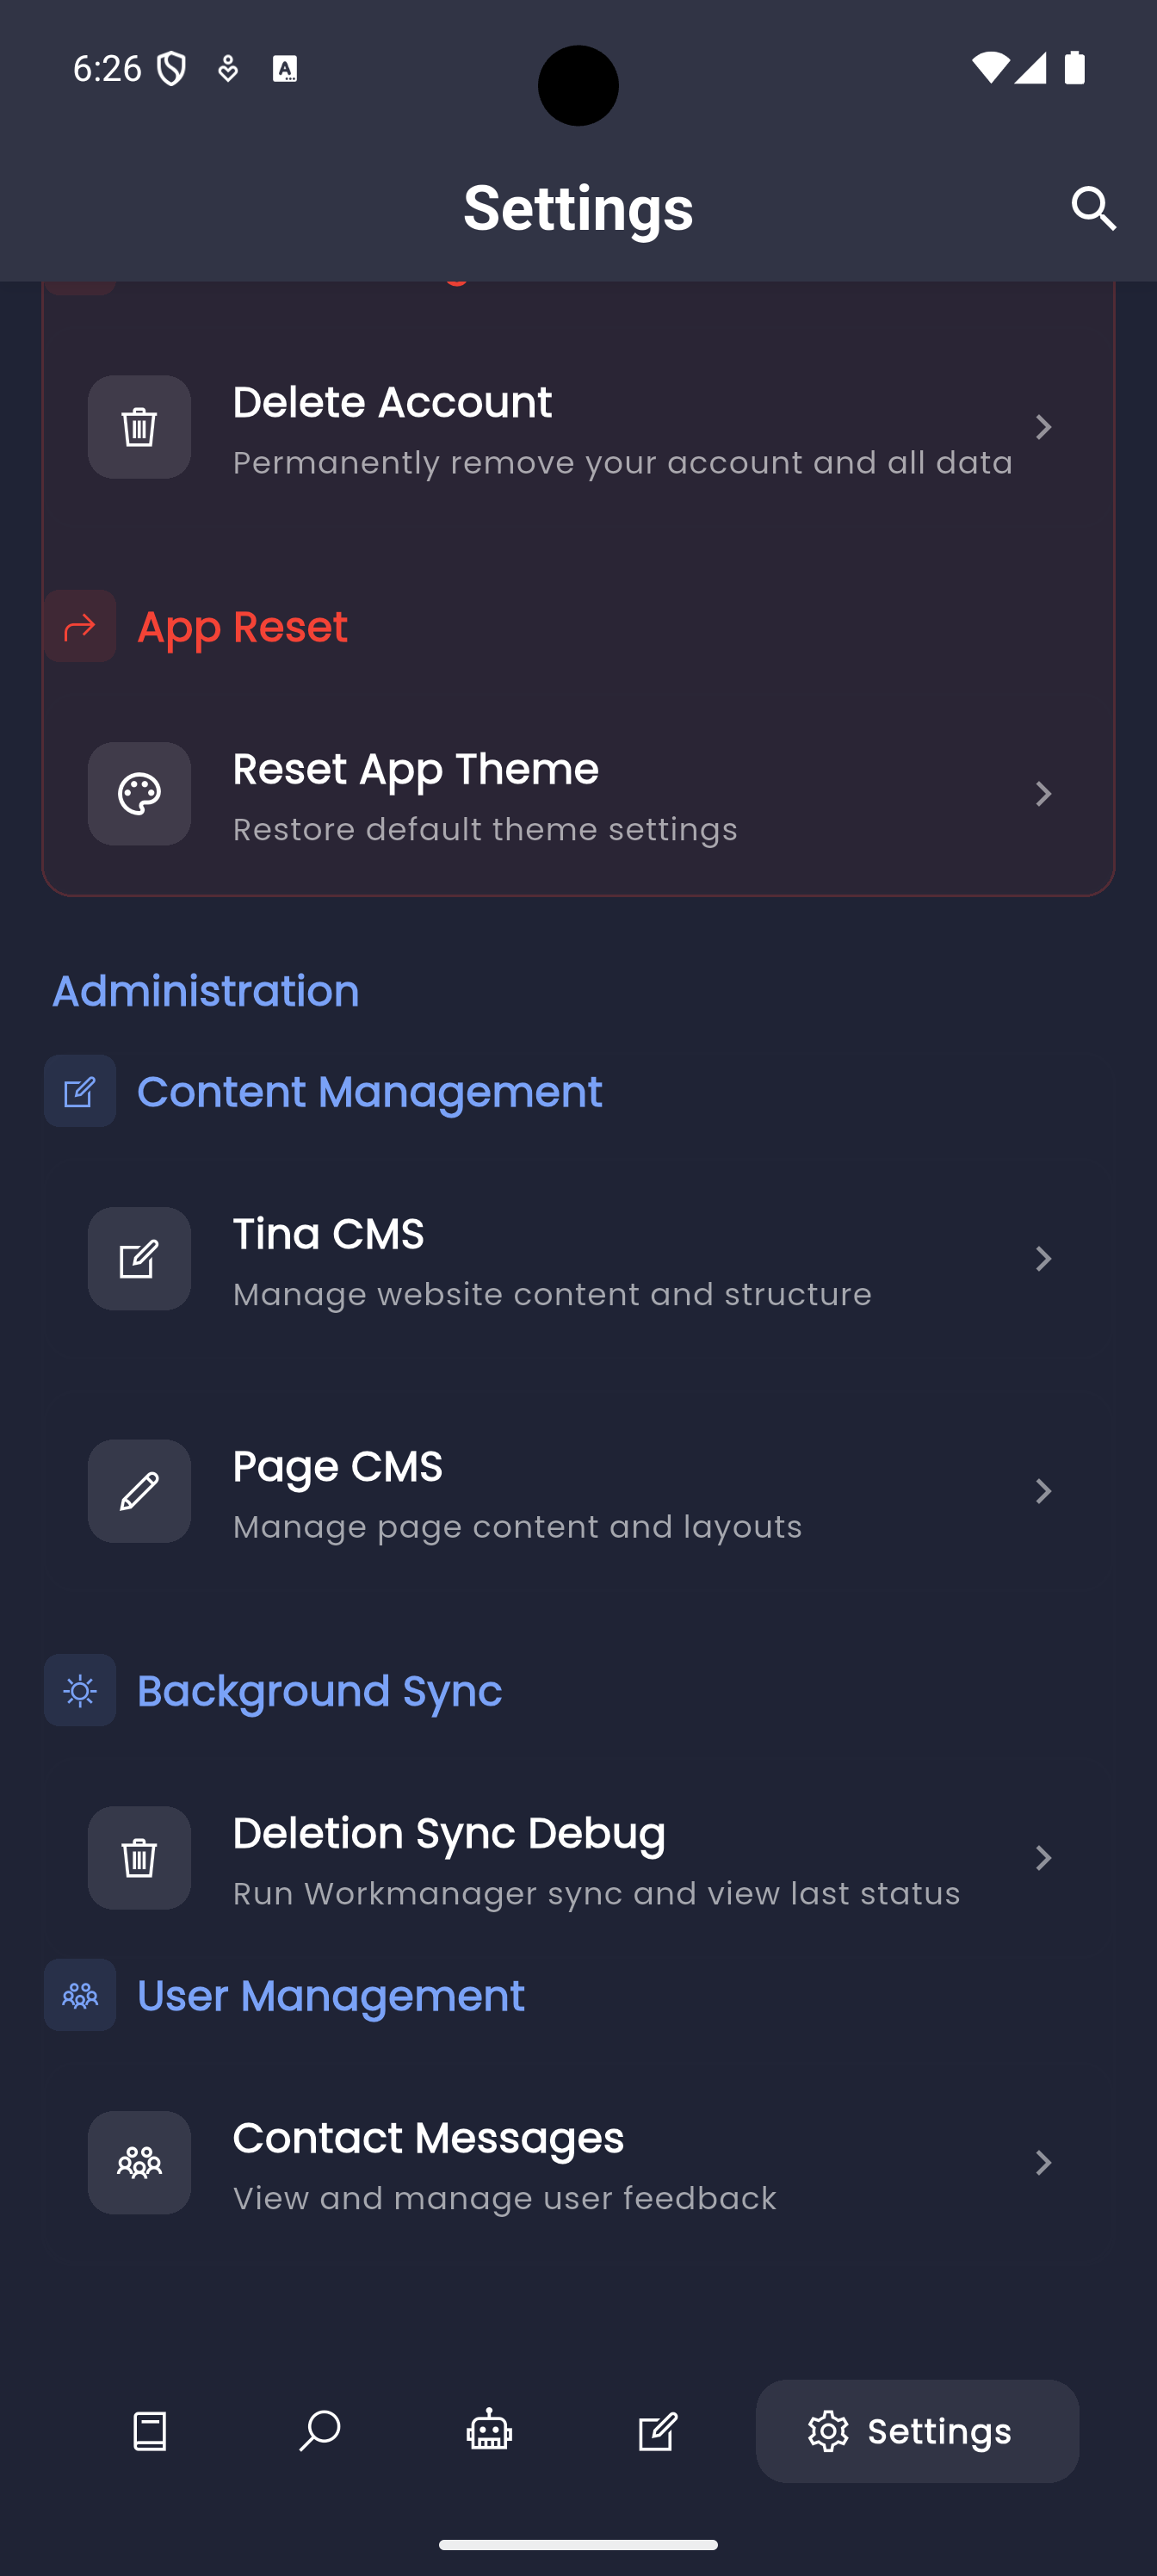 6:26
Settings
Delete Account
Permanently remove your account and all data
App Reset
Reset App Theme
Restore default theme settings
Administration
Content Management
Tina CMS
Manage website content and structure
Page CMS
Manage page content and layouts
Background Sync
Deletion Sync Debug
Run Workmanager sync and view last status
User Management
Contact Messages
View and manage user feedback
Settings